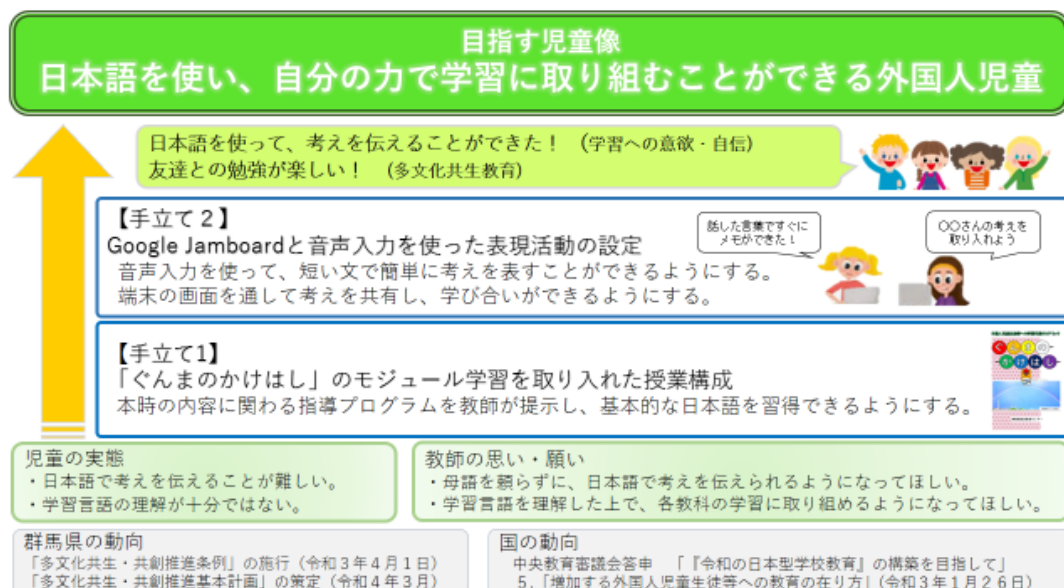 目指す児童像
日本語を使い、自分の力で学習に取り組むことができる外国人児童
日本語を使って、考えを伝えることができた！ （学習への意欲・自信）
友達との勉強が楽しい！ （多文化共生教育）
【手立て２】
Google Jamboardと音声入力を使った表現活動の設定
音声入力を使って、短い文で簡単に考えを表すことができるようにする。
端末の画面を通して考えを共有し、学び合いができるようにする。
話した言葉ですぐに
メモができた！
〇〇さんの考えを
取り入れよう
【手立て1】
「ぐんまのかけはし」のモジュール学習を取り入れた授業構成
本時の内容に関わる指導プログラムを教師が提示し、基本的な日本語を習得できるようにする。
ぐんまの
かけはし
児童の実態
・日本語で考えを伝えることが難しい。
・学習言語の理解が十分ではない。
教師の思い・願い
・母語を頼らずに、日本語で考えを伝えられるようになってほしい。
・学習言語を理解した上で、各教科の学習に取り組めるようになってほしい。
群馬県の動向
「多文化共生・共創推進条例」の施行（令和３年４月１日）
「多文化共生・共創推進基本計画」の策定（令和４年３月）
国の動向
中央教育審議会答申 「『令和の日本型学校教育』の構築を目指して」
５.「増加する外国人児童生徒等への教育の在り方」（令和３年１月２６日）